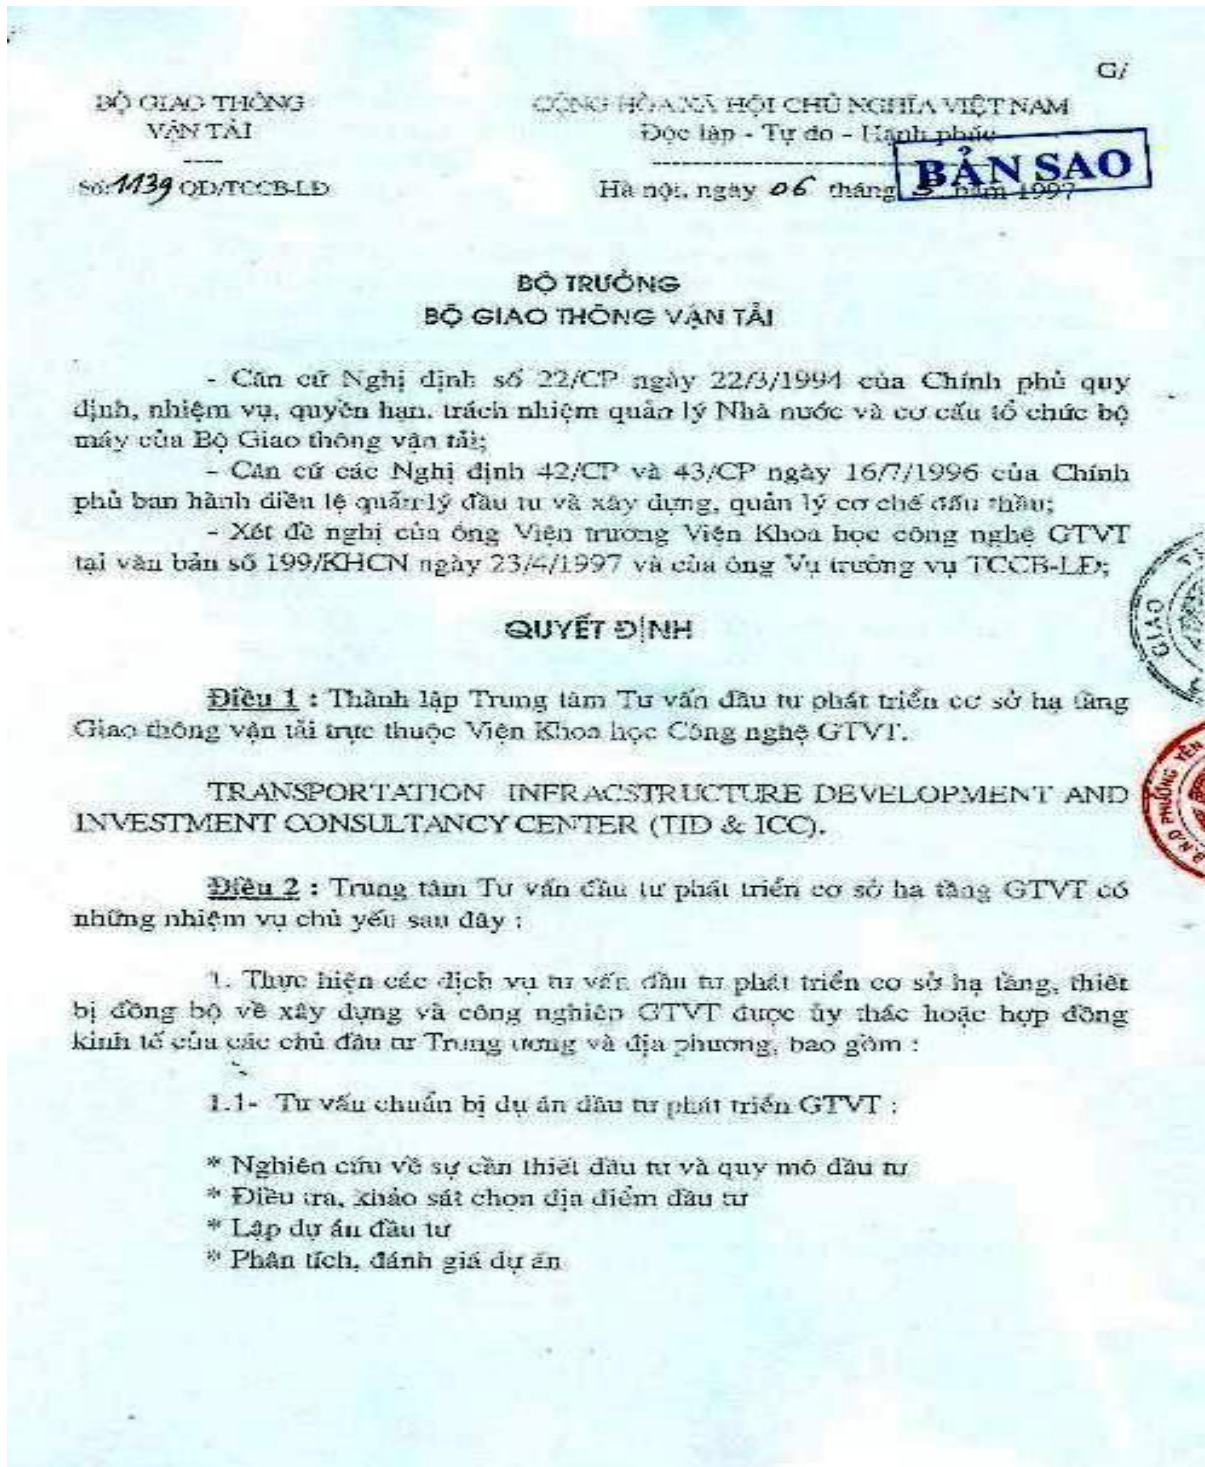 G/
BỘ GIAO THÔNG
VẬN TẢI
CỘNG HÒA XÃ HỘI CHỦ NGHĨA VIỆT NAM
Độc lập - Tự do - Hạnh phúc
BẢN SAO
Số: 1139 QĐ/TCCB-LĐ
Hà nội, ngày 06 tháng 5 năm 1997
BỘ TRƯỞNG
BỘ GIAO THÔNG VẬN TẢI
- Căn cứ Nghị định số 22/CP ngày 22/3/1994 của Chính phủ quy
định, nhiệm vụ, quyền hạn, trách nhiệm quản lý Nhà nước và cơ cấu tổ chức bộ
máy của Bộ Giao thông vận tải;
- Căn cứ các Nghị định 42/CP và 43/CP ngày 16/7/1996 của Chính
phủ ban hành điều lệ quản lý đầu tư và xây dựng, quản lý cơ chế đấu thầu;
- Xét đề nghị của ông Viện trưởng Viện Khoa học công nghệ GTVT
tại văn bản số 199/KHCN ngày 23/4/1997 và của ông Vụ trưởng vụ TCCB-LĐ;
QUYẾT ĐỊNH
Điều 1 : Thành lập Trung tâm Tư vấn đầu tư phát triển cơ sở hạ tầng
Giao thông vận tải trực thuộc Viện Khoa học Công nghệ GTVT.
TRANSPORTATION INFRACSTRUCTURE DEVELOPMENT AND
INVESTMENT CONSULTANCY CENTER (TID & ICC).
Điều 2 : Trung tâm Tư vấn đầu tư phát triển cơ sở hạ tầng GTVT có
những nhiệm vụ chủ yếu sau đây :
1. Thực hiện các dịch vụ tư vấn đầu tư phát triển cơ sở hạ tầng, thiết
bị đồng bộ về xây dựng và công nghiệp GTVT được ủy thác hoặc hợp đồng
kinh tế của các chủ đầu tư Trung ương và địa phương, bao gồm :
1.1- Tư vấn chuẩn bị dự án đầu tư phát triển GTVT :
* Nghiên cứu về sự cần thiết đầu tư và quy mô đầu tư
* Điều tra, khảo sát chọn địa điểm đầu tư
* Lập dự án đầu tư
* Phân tích, đánh giá dự án
GIAO
B.N.D PHƯỜNG YÊN